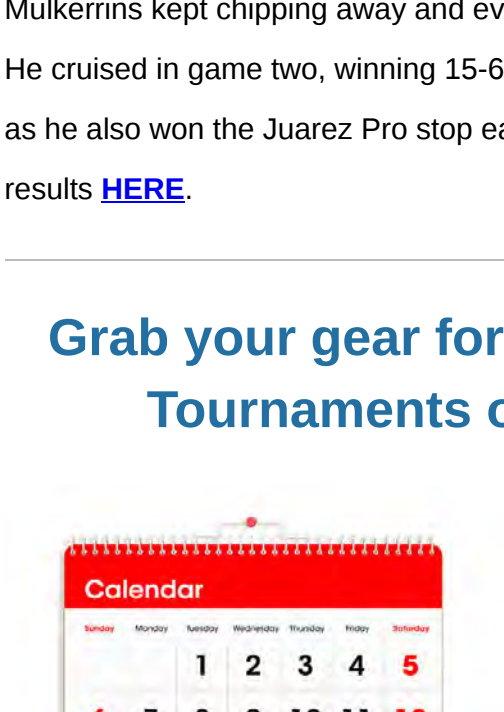 Mulkerrins kept chipping away and ev
He cruised in game two, winning 15-6
as he also won the Juarez Pro stop ea
results HERE.
Grab your gear for
Tournaments o
Calendar
Sunday Monday Tuesday Wednesday Thursday Friday Saturday
1 2 3 4 5